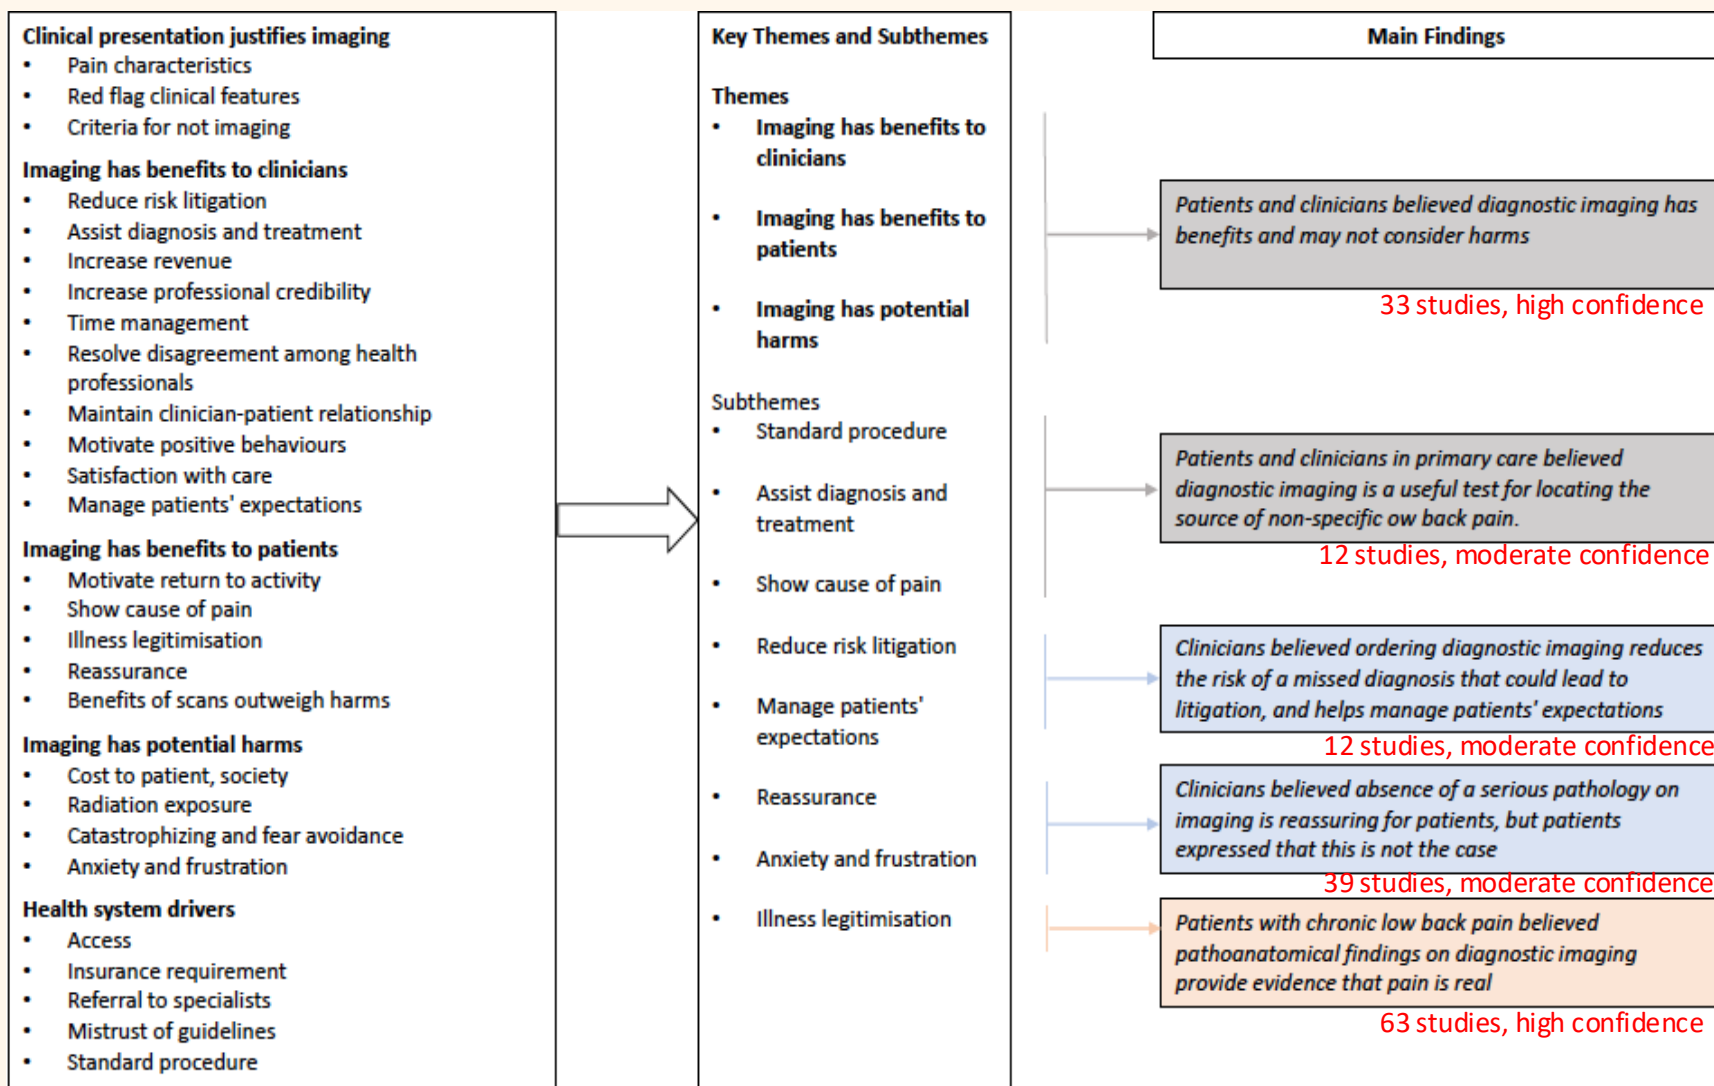 Clinical presentation justifies imaging
• Pain characteristics
• Red flag clinical features
• Criteria for not imaging
Imaging has benefits to clinicians
• Reduce risk litigation
• Assist diagnosis and treatment
• Increase revenue
• Increase professional credibility
• Time management
• Resolve disagreement among health
professionals
• Maintain clinician-patient relationship
• Motivate positive behaviours
• Satisfaction with care
• Manage patients' expectations
Imaging has benefits to patients
• Motivate return to activity
• Show cause of pain
• Illness legitimisation
• Reassurance
• Benefits of scans outweigh harms
Imaging has potential harms
• Cost to patient, society
• Radiation exposure
• Catastrophizing and fear avoidance
• Anxiety and frustration
Health system drivers
• Access
• Insurance requirement
• Referral to specialists
• Mistrust of guidelines
• Standard procedure
Key Themes and Subthemes
Themes
• Imaging has benefits to
clinicians
• Imaging has benefits to
patients
• Imaging has potential
harms
Subthemes
• Standard procedure
• Assist diagnosis and
treatment
• Show cause of pain
• Reduce risk litigation
• Manage patients'
expectations
• Reassurance
• Anxiety and frustration
• Illness legitimisation
Main Findings
Patients and clinicians believed diagnostic imaging has
benefits and may not consider harms
33 studies, high confidence
Patients and clinicians in primary care believed
diagnostic imaging is a useful test for locating the
source of non-specific ow back pain.
12 studies, moderate confidence
Clinicians believed ordering diagnostic imaging reduces
the risk of a missed diagnosis that could lead to
litigation, and helps manage patients' expectations
12 studies, moderate confidence
Clinicians believed absence of a serious pathology on
imaging is reassuring for patients, but patients
expressed that this is not the case
39 studies, moderate confidence
Patients with chronic low back pain believed
pathoanatomical findings on diagnostic imaging
provide evidence that pain is real
63 studies, high confidence